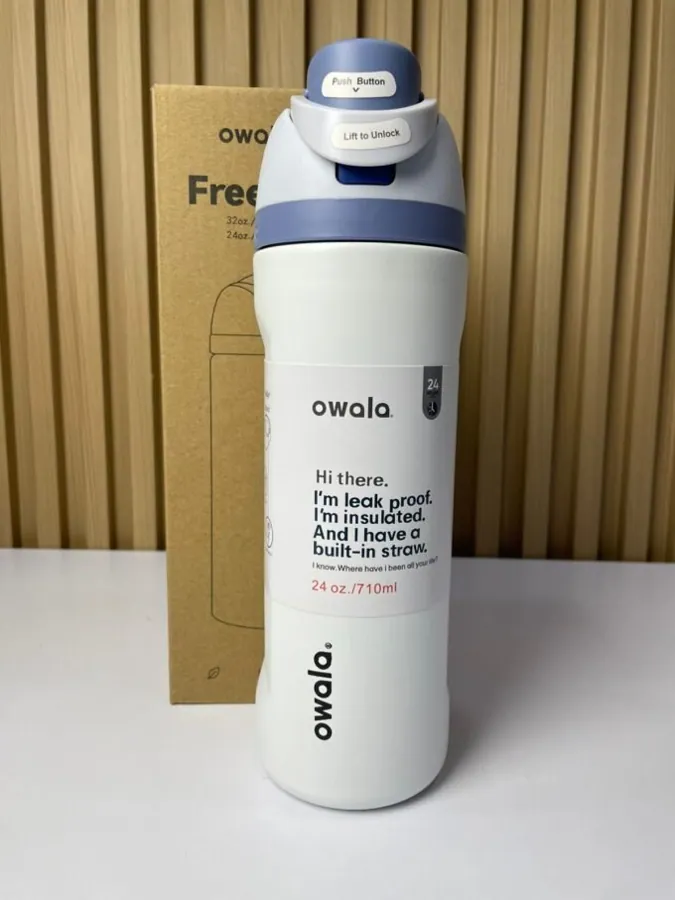 Push Button
Lift to Unlock
owala
Free
32oz./
24oz./
owala
24
Hi there.
I'm leak proof.
I'm insulated.
And I have a
built-in straw.
I know.Where have i been all your life?
24 oz./710ml
owala